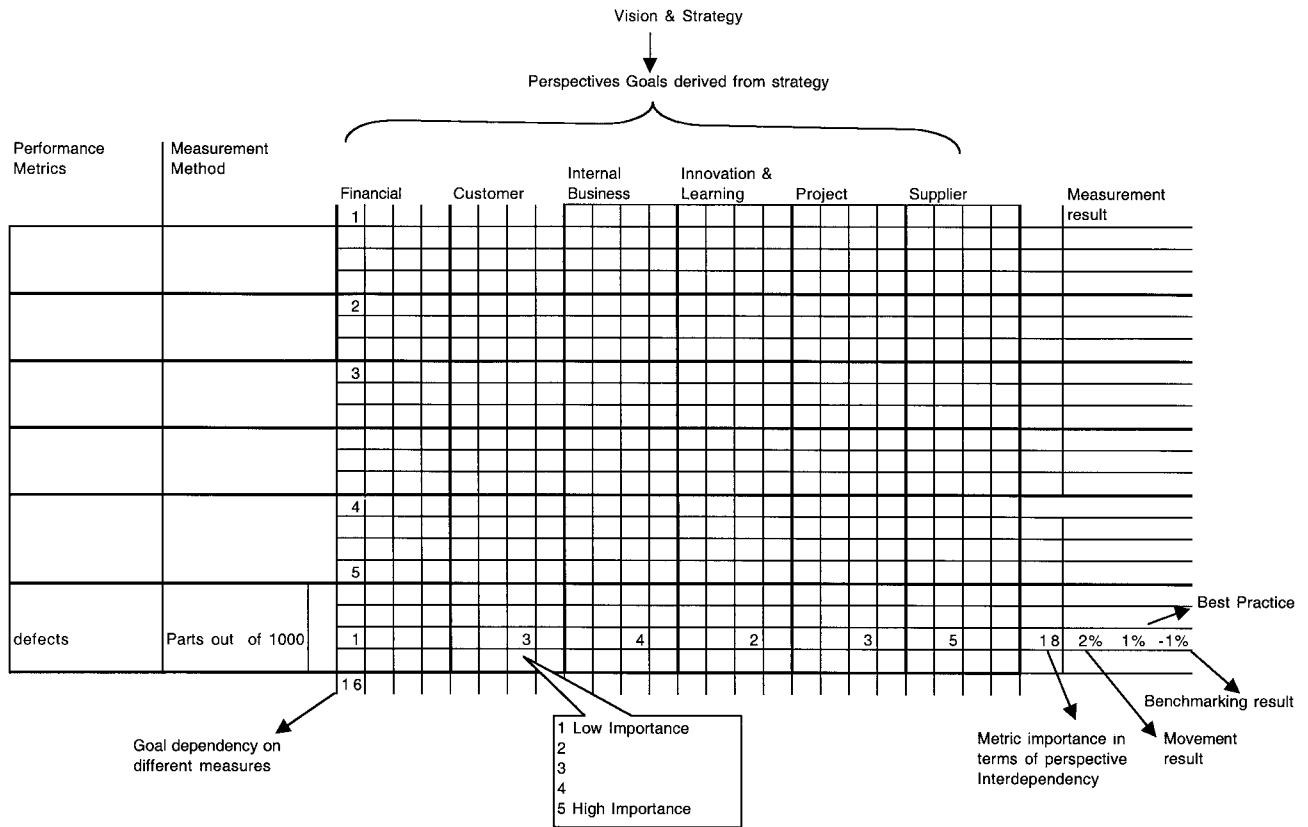 Vision & Strategy
Perspectives Goals derived from strategy
Performance
Metrics
Measurement
Method
Financial
Customer
Internal
Business
Innovation &
Learning
Project
Supplier
Measurement
result
1
2
3
4
5
Best Practice
defects
Parts out of 1000
1 3 4 2 3 5 18 2% 1% -1%
16
Benchmarking result
Goal dependency on
different measures
1 Low Importance
2
3
4
5 High Importance
Metric importance in
terms of perspective
Interdependency
Movement
result